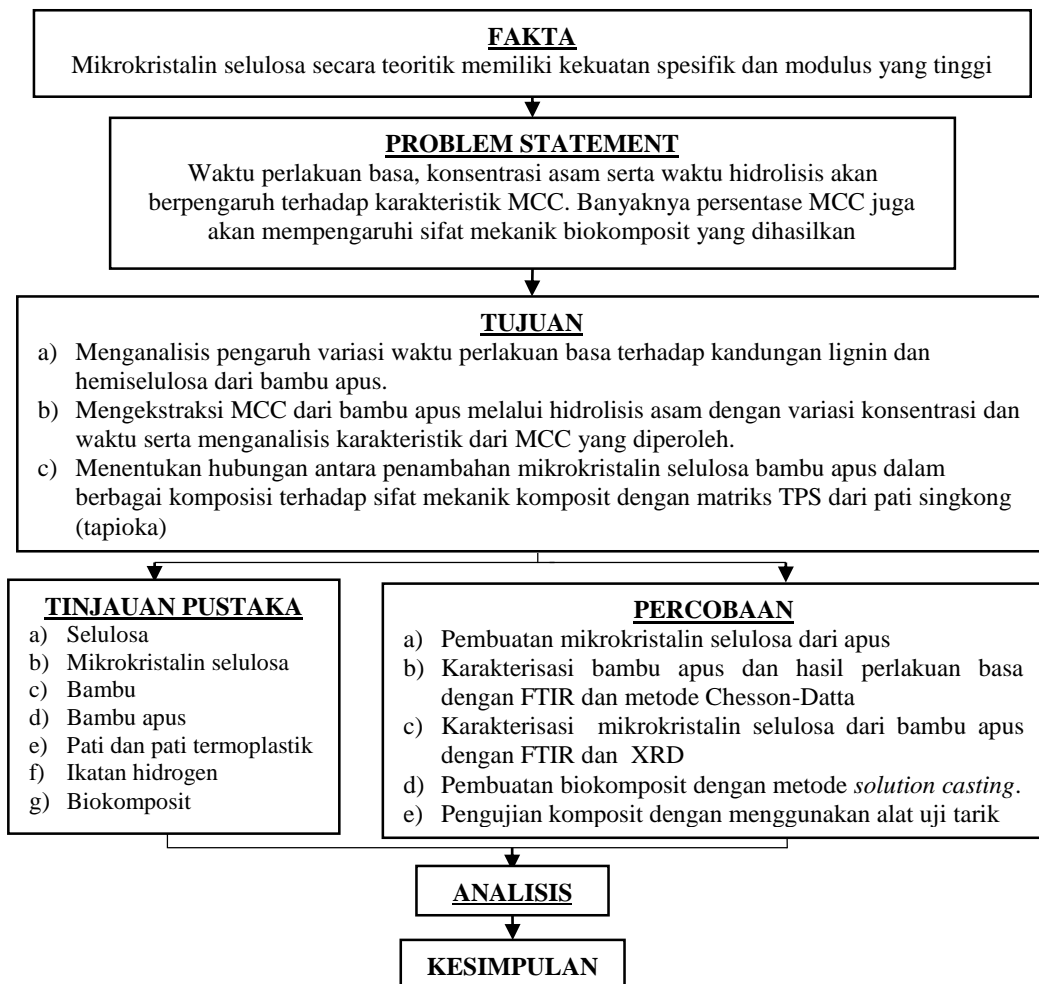 FAKTA
Mikrokristalin selulosa secara teoritik memiliki kekuatan spesifik dan modulus yang tinggi
PROBLEM STATEMENT
Waktu perlakuan basa, konsentrasi asam serta waktu hidrolisis akan
berpengaruh terhadap karakteristik MCC. Banyaknya persentase MCC juga
akan mempengaruhi sifat mekanik biokomposit yang dihasilkan
TUJUAN
a) Menganalisis pengaruh variasi waktu perlakuan basa terhadap kandungan lignin dan
hemiselulosa dari bambu apus.
b) Mengekstraksi MCC dari bambu apus melalui hidrolisis asam dengan variasi konsentrasi dan
waktu serta menganalisis karakteristik dari MCC yang diperoleh.
c) Menentukan hubungan antara penambahan mikrokristalin selulosa bambu apus dalam
berbagai komposisi terhadap sifat mekanik komposit dengan matriks TPS dari pati singkong
(tapioka)
TINJAUAN PUSTAKA
a) Selulosa
b) Mikrokristalin selulosa
c) Bambu
d) Bambu apus
e) Pati dan pati termoplastik
f) Ikatan hidrogen
g) Biokomposit
PERCOBAAN
a) Pembuatan mikrokristalin selulosa dari apus
b) Karakterisasi bambu apus dan hasil perlakuan basa
dengan FTIR dan metode Chesson-Datta
c) Karakterisasi mikrokristalin selulosa dari bambu apus
dengan FTIR dan XRD
d) Pembuatan biokomposit dengan metode solution casting.
e) Pengujian komposit dengan menggunakan alat uji tarik
ANALISIS
KESIMPULAN